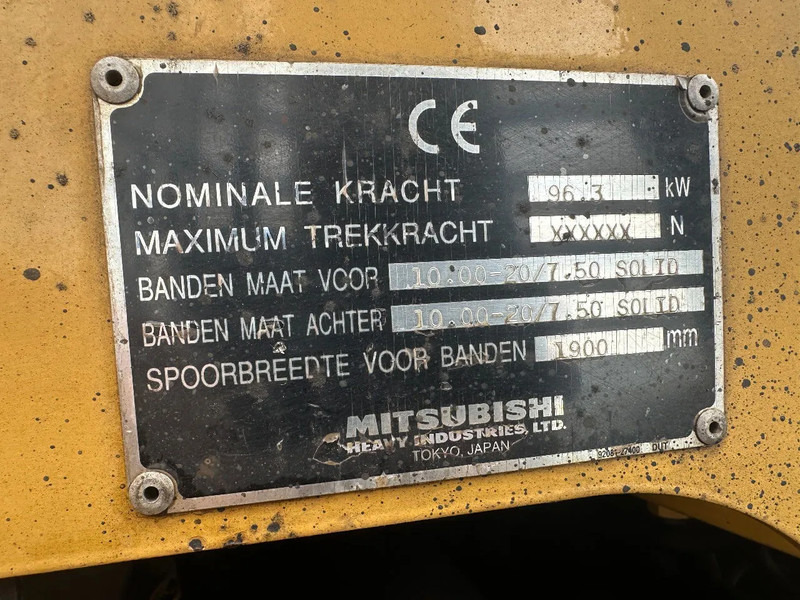 CE
NOMINALE KRACHT 96.3 kW
MAXIMUM TREKKRACHT XXXXXX N
BANDEN MAAT VOOR 10.00-20/7.50 SOLID
BANDEN MAAT ACHTER 10.00-20/7.50 SOLID
SPOORBREEDTE VOOR BANDEN 1900 mm
MITSUBISHI
HEAVY INDUSTRIES, LTD.
TOKYO, JAPAN
DUT